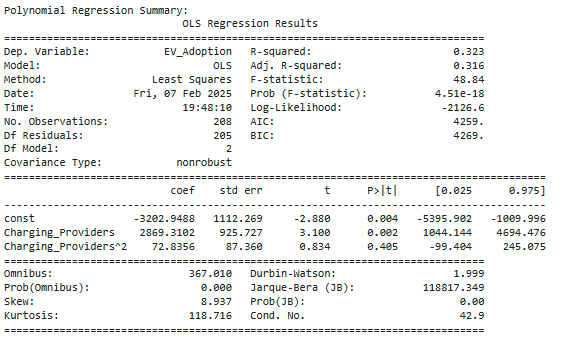 Polynomial Regression Summary:
OLS Regression Results
==============================================================================
Dep. Variable: EV_Adoption R-squared: 0.323
Model: OLS Adj. R-squared: 0.316
Method: Least Squares F-statistic: 48.84
Date: Fri, 07 Feb 2025 Prob (F-statistic): 4.51e-18
Time: 19:48:10 Log-Likelihood: -2126.6
No. Observations: 208 AIC: 4259.
Df Residuals: 205 BIC: 4269.
Df Model: 2
Covariance Type: nonrobust
========================================================================================
coef std err t P>|t| [0.025 0.975]
----------------------------------------------------------------------------------------
const -3202.9488 1112.269 -2.880 0.004 -5395.902 -1009.996
Charging_Providers 2869.3102 925.727 3.100 0.002 1044.144 4694.476
Charging_Providers^2 72.8356 87.360 0.834 0.405 -99.404 245.075
==============================================================================
Omnibus: 367.010 Durbin-Watson: 1.999
Prob(Omnibus): 0.000 Jarque-Bera (JB): 118817.349
Skew: 8.937 Prob(JB): 0.00
Kurtosis: 118.716 Cond. No. 42.9
==============================================================================